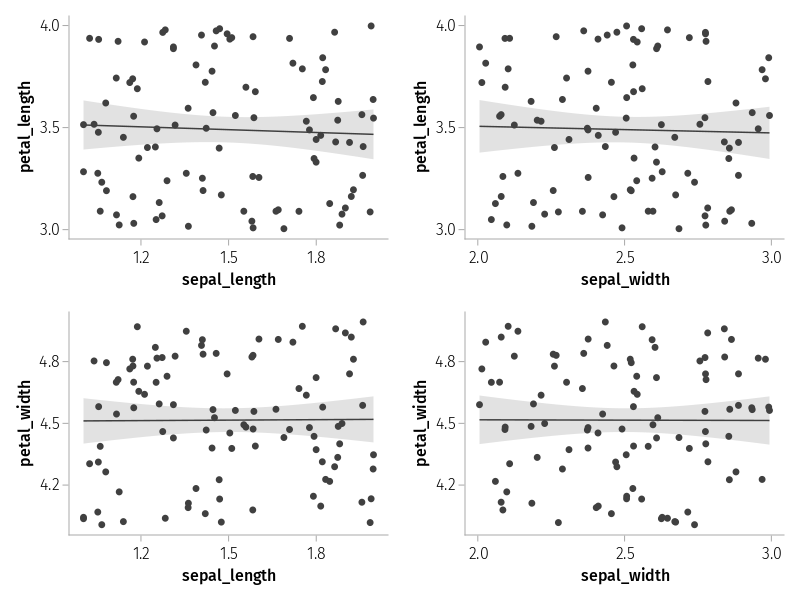 4.0
3.5
3.0
petal_length
1.2 1.5 1.8
sepal_length
4.0
3.5
3.0
petal_length
2.0 2.5 3.0
sepal_width
4.8
4.5
4.2
petal_width
1.2 1.5 1.8
sepal_length
4.8
4.5
4.2
petal_width
2.0 2.5 3.0
sepal_width